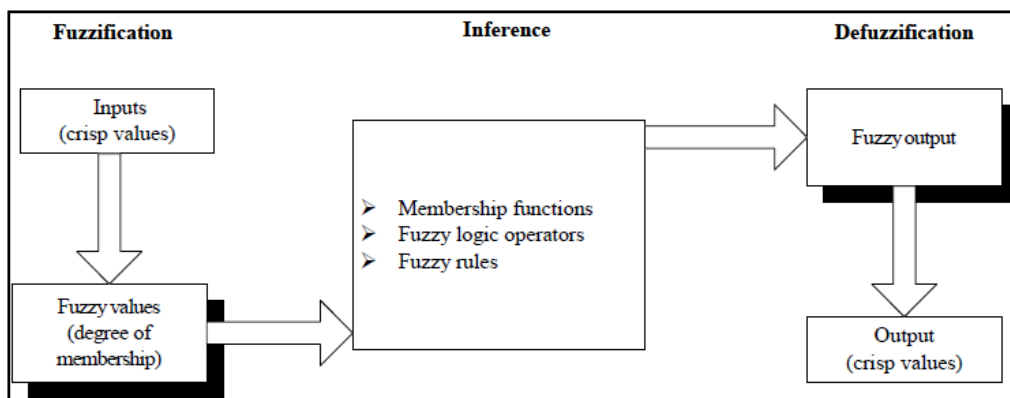 Fuzzification
Inference
Defuzzification
Inputs
(crisp values)
Fuzzy values
(degree of
membership)
➢ Membership functions
➢ Fuzzy logic operators
➢ Fuzzy rules
Fuzzy output
Output
(crisp values)